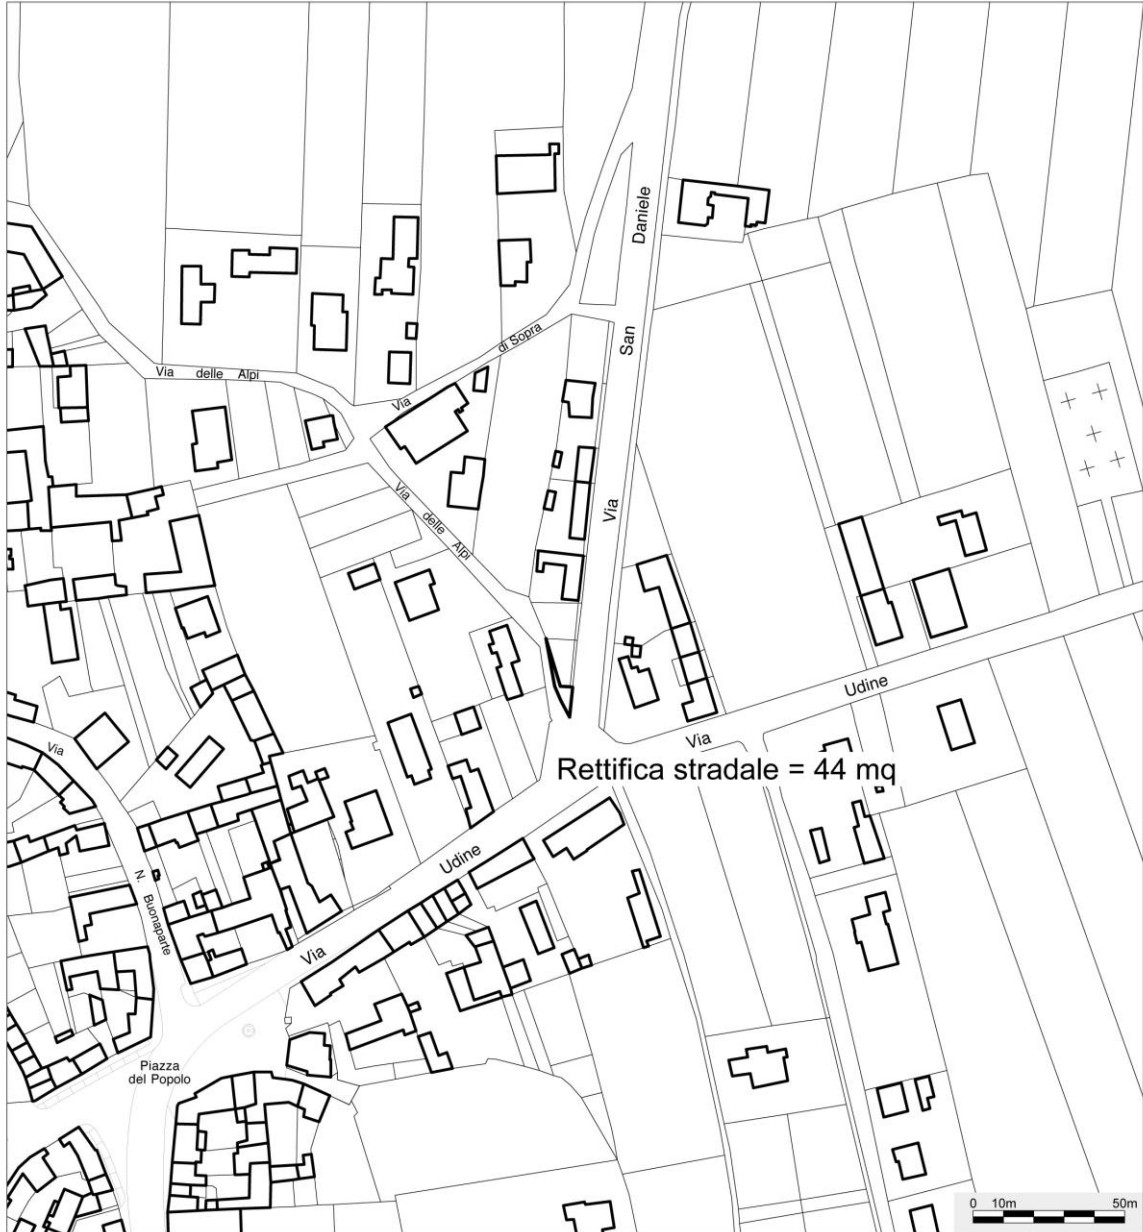 Daniele
San
di Sopra
Via delle Alpi
Via
Via
delle
Alpi
Via
Udine
Via
Via
Rettifica stradale = 44 mq
Udine
N. Buonaparte
Via
Piazza
del Popolo
0 10m 50m